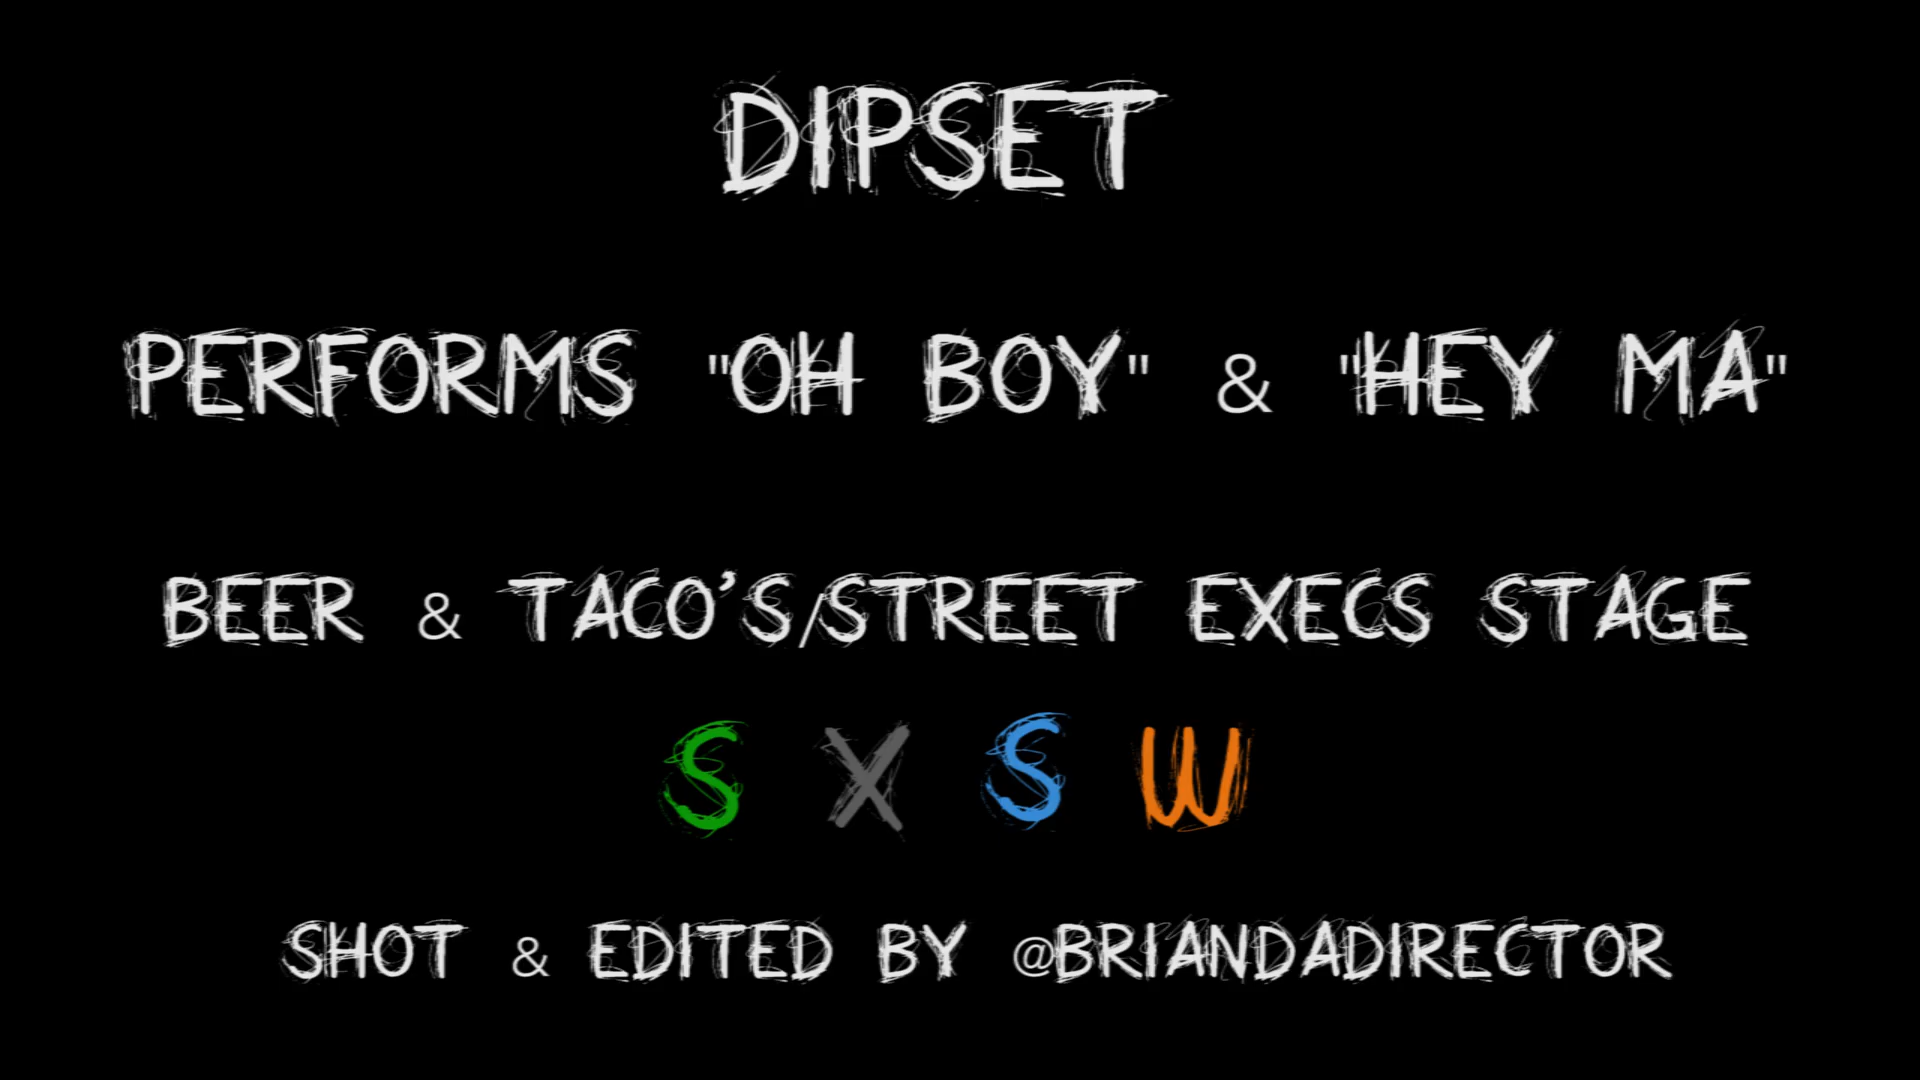 DIPSET
PERFORMS "OH BOY" & "HEY MA"
BEER & TACO'S/STREET EXECS STAGE
S X S W
SHOT & EDITED BY @BRIANDADIRECTOR